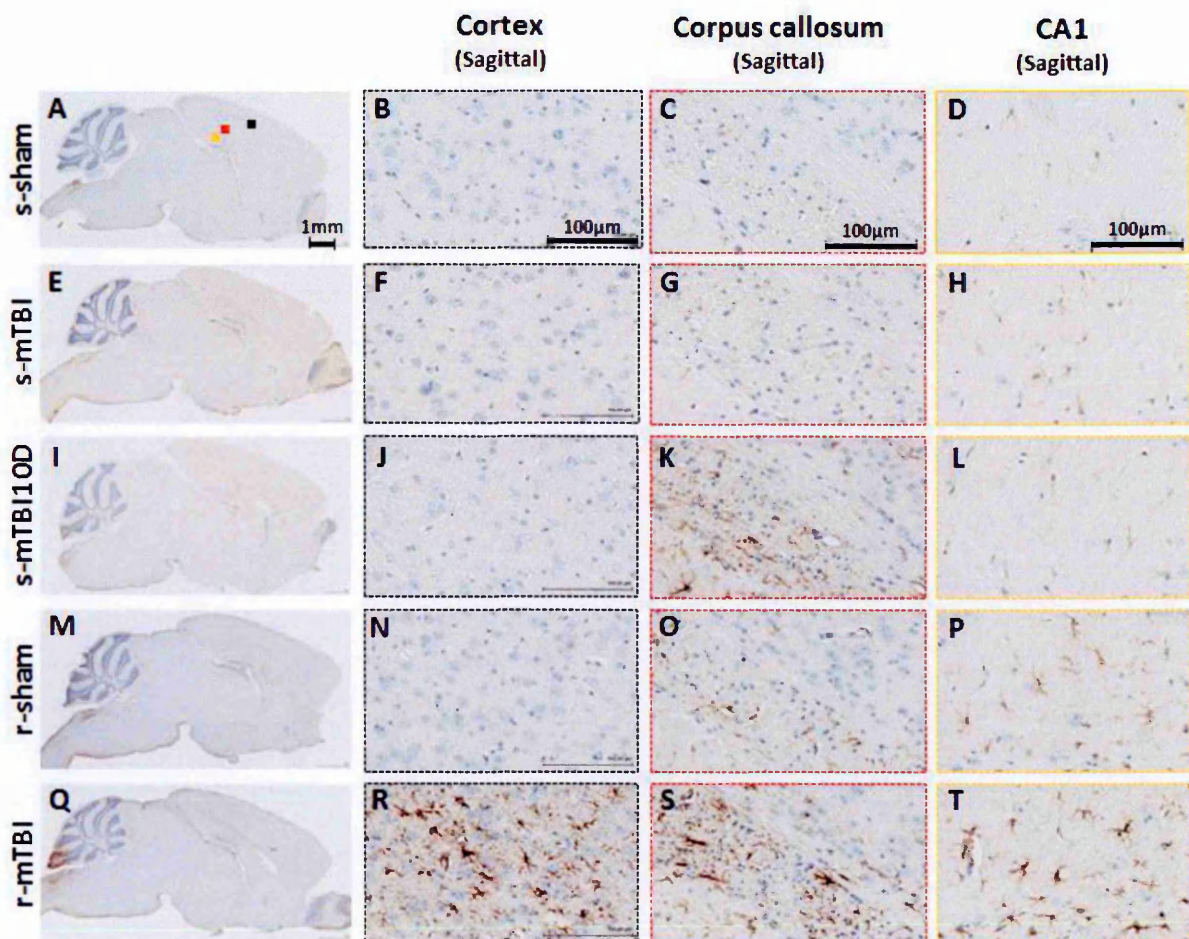 Cortex
(Sagittal)
Corpus callosum
(Sagittal)
CA1
(Sagittal)
s-sham
A
1mm
B
100µm
C
100µm
D
100µm
s-mTBI
E
F
G
H
s-mTBI10D
I
J
K
L
r-sham
M
N
O
P
r-mTBI
Q
R
S
T